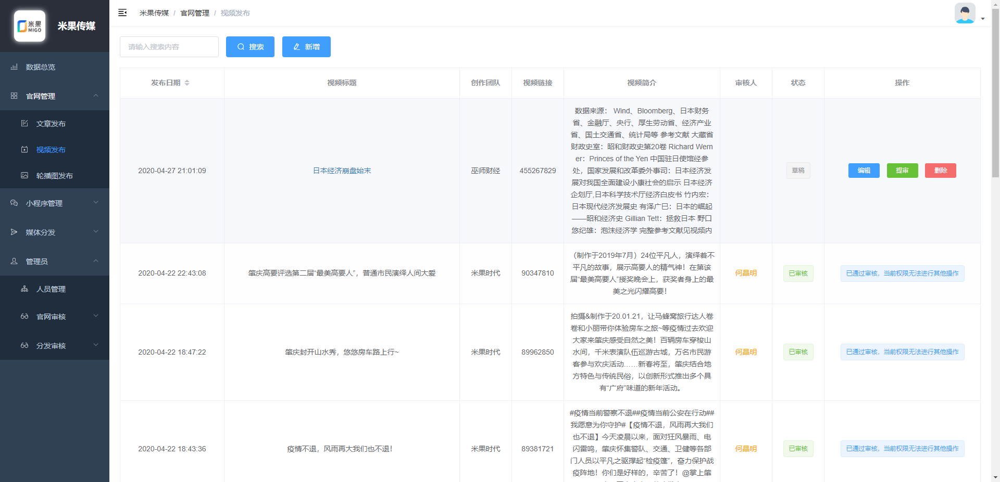 米果
MIGO
米果传媒
米果传媒 / 官网管理 / 视频发布
数据总览
官网管理
文章发布
视频发布
轮播图发布
小程序管理
媒体分发
管理员
人员管理
官网审核
分发审核
请输入搜索内容
搜索
新增
发布日期 视频标题 创作团队 视频链接 视频简介 审核人 状态 操作
2020-04-27 21:01:09
日本经济崩盘始末
巫师财经
455267829
数据来源： Wind、Bloomberg、日本财务
省、金融厅、央行、厚生劳动省、经济产业
省、国土交通省、统计局等 参考文献 大藏省
财政史室：昭和财政史第20卷 Richard Wern
er：Princes of the Yen 中国驻日使馆经参
处，国家发展和改革委外事司：日本经济发
展对我国全面建设小康社会的启示 日本经济
企划厅,日本科学技术厅经济白皮书 竹内宏：
日本现代经济发展史 有泽广巳：日本的崛起
——昭和经济史 Gillian Tett：拯救日本 野口
悠纪雄：泡沫经济学 完整参考文献见视频内
草稿
编辑 提审 删除
2020-04-22 22:43:08
肇庆高要评选第二届“最美高要人”，普通市民演绎人间大爱
米果时代
90347810
（制作于2019年7月）24位平凡人，演绎着不
平凡的故事，展示高要人的精气神！在第该
届“最美高要人”授奖晚会上，获奖者身上的最
美之光闪耀高要！
何晶明
已审核
已通过审核，当前权限无法进行其他操作
2020-04-22 18:47:22
肇庆封开山水秀，悠悠房车路上行~
米果时代
89962850
拍摄&制作于20.01.21，让马蜂窝旅行达人卷
卷和小丽带你体验房车之旅~等疫情过去欢迎
大家来肇庆感受自然之美！百辆房车穿梭山
水间，千米表演队伍巡游古城，万名市民游
客参与欢庆活动……新春将至，肇庆结合地
方特色与传统民俗，以创新形式推出多个具
有“广府”味道的新年活动。
何晶明
已审核
已通过审核，当前权限无法进行其他操作
2020-04-22 18:43:36
疫情不退，风雨再大我们也不退！
米果时代
89381721
#疫情当前警察不退##疫情当前公安在行动##
我愿意为你守护#【疫情不退，风雨再大我们
也不退】今天凌晨以来，面对狂风暴雨、电
闪雷鸣，肇庆怀集警队、交通、卫健等各部
门人员以平凡之驱撑起“检疫篷”，奋力保护战
疫阵地！你们是好样的，辛苦了！@掌上肇
何晶明
已审核
已通过审核，当前权限无法进行其他操作